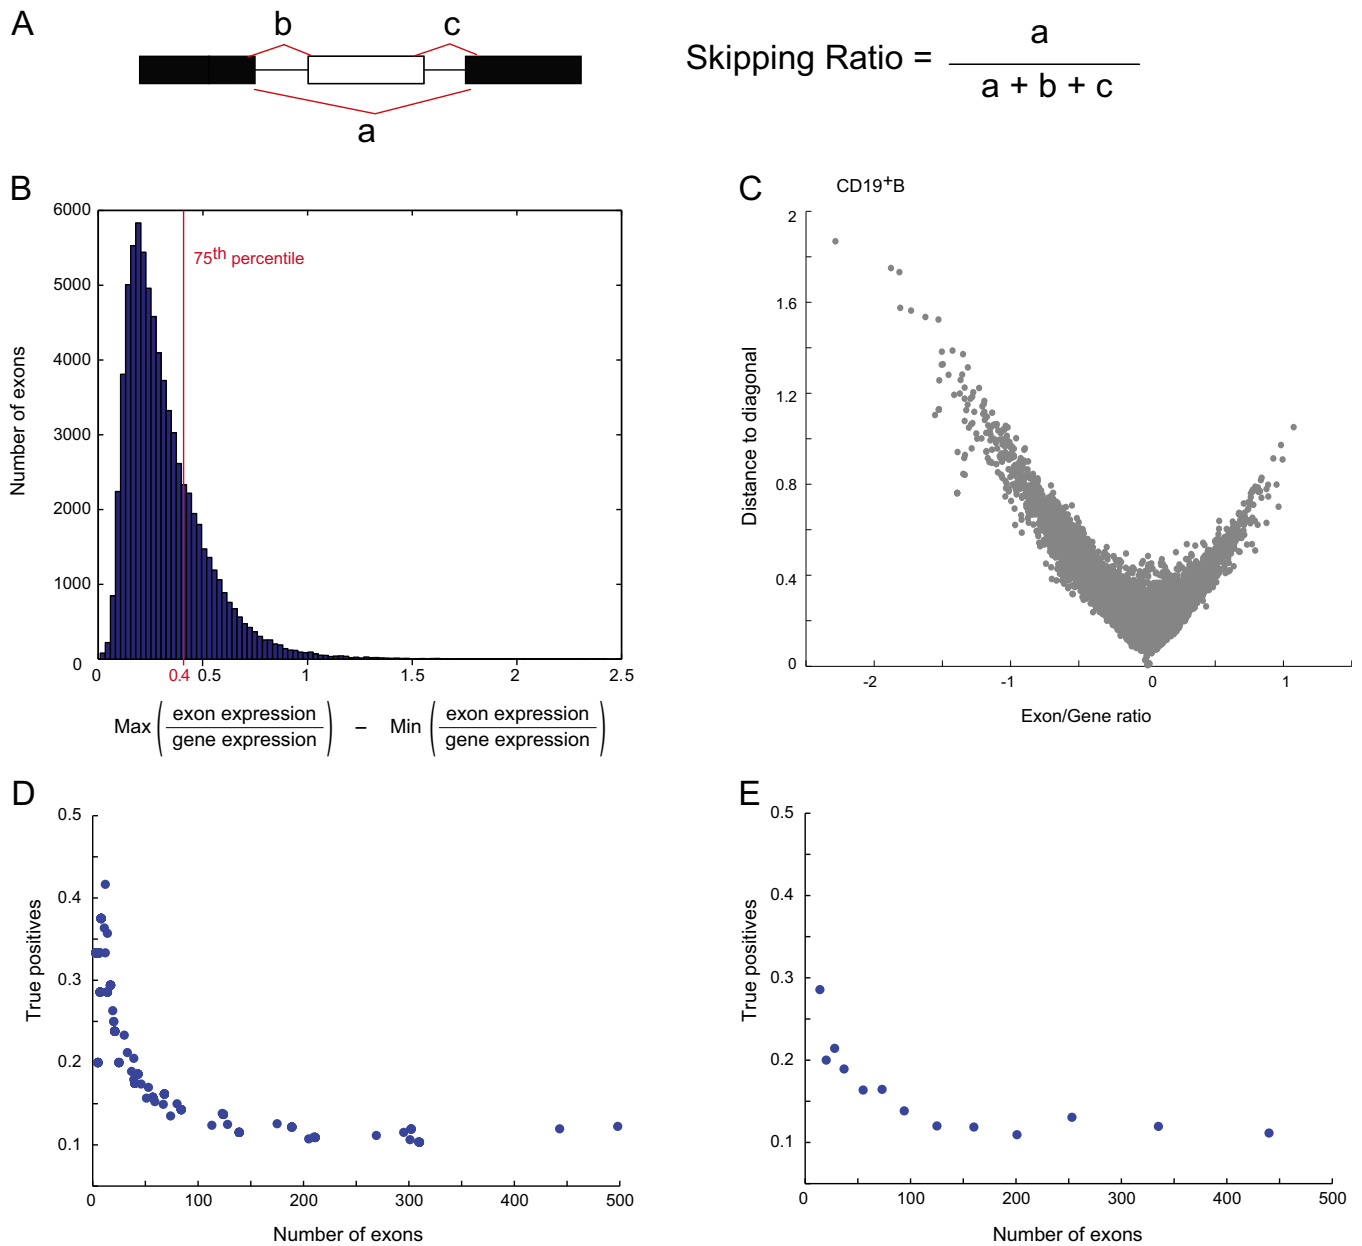 A
b
c
a
Skipping Ratio = a
a + b + c
B
6000
5000
4000
3000
2000
1000
0
Number of exons
75th percentile
0 0.4 0.5 1 1.5 2 2.5
Max ( exon expression / gene expression ) – Min ( exon expression / gene expression )
C
CD19+B
2
1.6
1.2
0.8
0.4
0
Distance to diagonal
-2 -1 0 1
Exon/Gene ratio
D
0.5
0.4
0.3
0.2
0.1
True positives
0 100 200 300 400 500
Number of exons
E
0.5
0.4
0.3
0.2
0.1
True positives
0 100 200 300 400 500
Number of exons